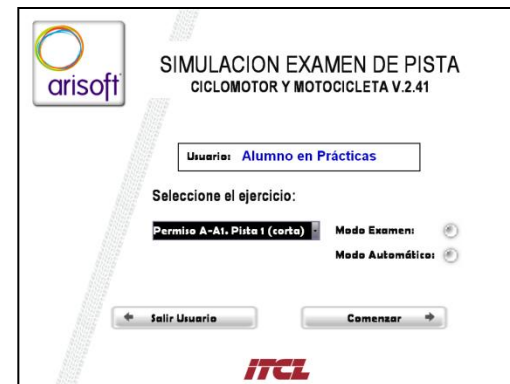 arisoft
SIMULACION EXAMEN DE PISTA
CICLOMOTOR Y MOTOCICLETA V.2.41
Usuario: Alumno en Prácticas
Seleccione el ejercicio:
Permiso A-A1. Pista 1 (corta)
Modo Examen:
Modo Automático:
Salir Usuario
Comenzar
ITCL